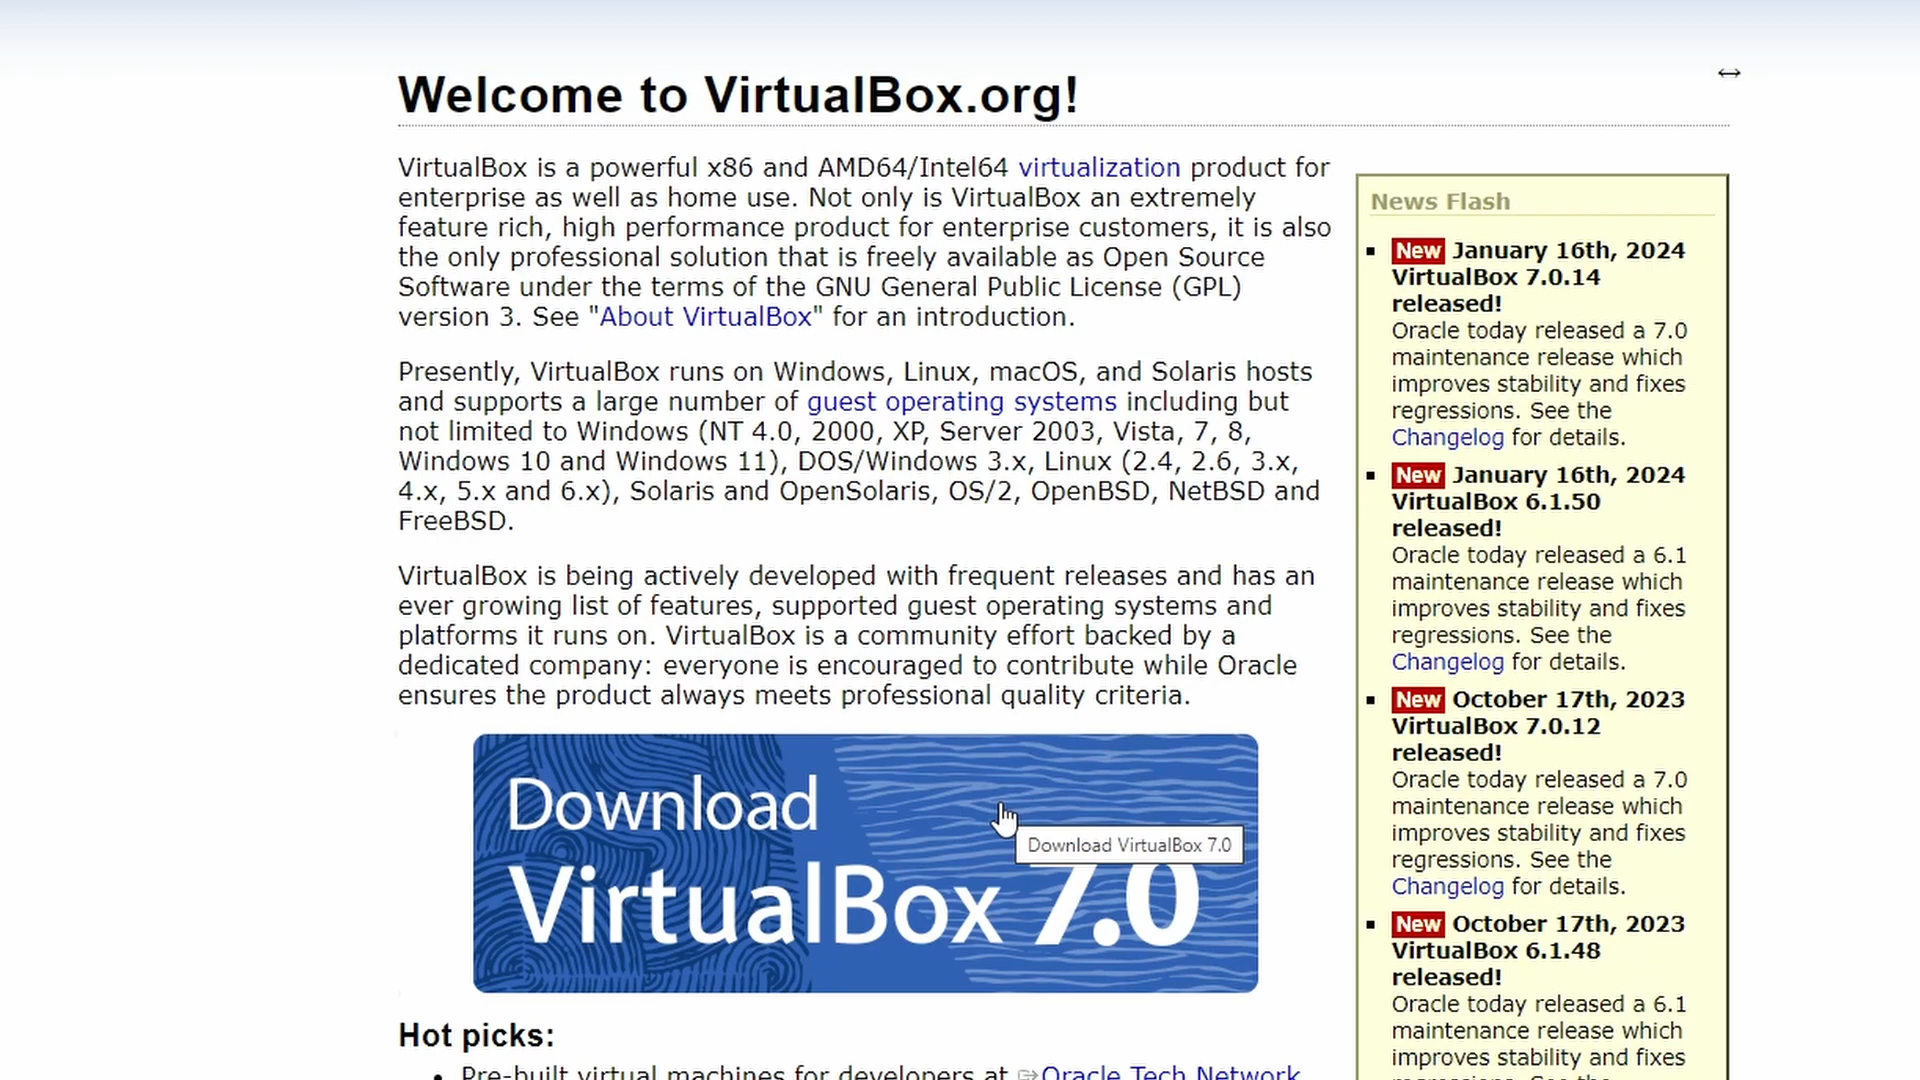 Welcome to VirtualBox.org!
VirtualBox is a powerful x86 and AMD64/Intel64 virtualization product for
enterprise as well as home use. Not only is VirtualBox an extremely
feature rich, high performance product for enterprise customers, it is also
the only professional solution that is freely available as Open Source
Software under the terms of the GNU General Public License (GPL)
version 3. See "About VirtualBox" for an introduction.
Presently, VirtualBox runs on Windows, Linux, macOS, and Solaris hosts
and supports a large number of guest operating systems including but
not limited to Windows (NT 4.0, 2000, XP, Server 2003, Vista, 7, 8,
Windows 10 and Windows 11), DOS/Windows 3.x, Linux (2.4, 2.6, 3.x,
4.x, 5.x and 6.x), Solaris and OpenSolaris, OS/2, OpenBSD, NetBSD and
FreeBSD.
VirtualBox is being actively developed with frequent releases and has an
ever growing list of features, supported guest operating systems and
platforms it runs on. VirtualBox is a community effort backed by a
dedicated company: everyone is encouraged to contribute while Oracle
ensures the product always meets professional quality criteria.
Download
Download VirtualBox 7.0
VirtualBox 7.0
Hot picks:
Pre-built virtual machines for developers at Oracle Tech Network
News Flash
New January 16th, 2024
VirtualBox 7.0.14
released!
Oracle today released a 7.0
maintenance release which
improves stability and fixes
regressions. See the
Changelog for details.
New January 16th, 2024
VirtualBox 6.1.50
released!
Oracle today released a 6.1
maintenance release which
improves stability and fixes
regressions. See the
Changelog for details.
New October 17th, 2023
VirtualBox 7.0.12
released!
Oracle today released a 7.0
maintenance release which
improves stability and fixes
regressions. See the
Changelog for details.
New October 17th, 2023
VirtualBox 6.1.48
released!
Oracle today released a 6.1
maintenance release which
improves stability and fixes